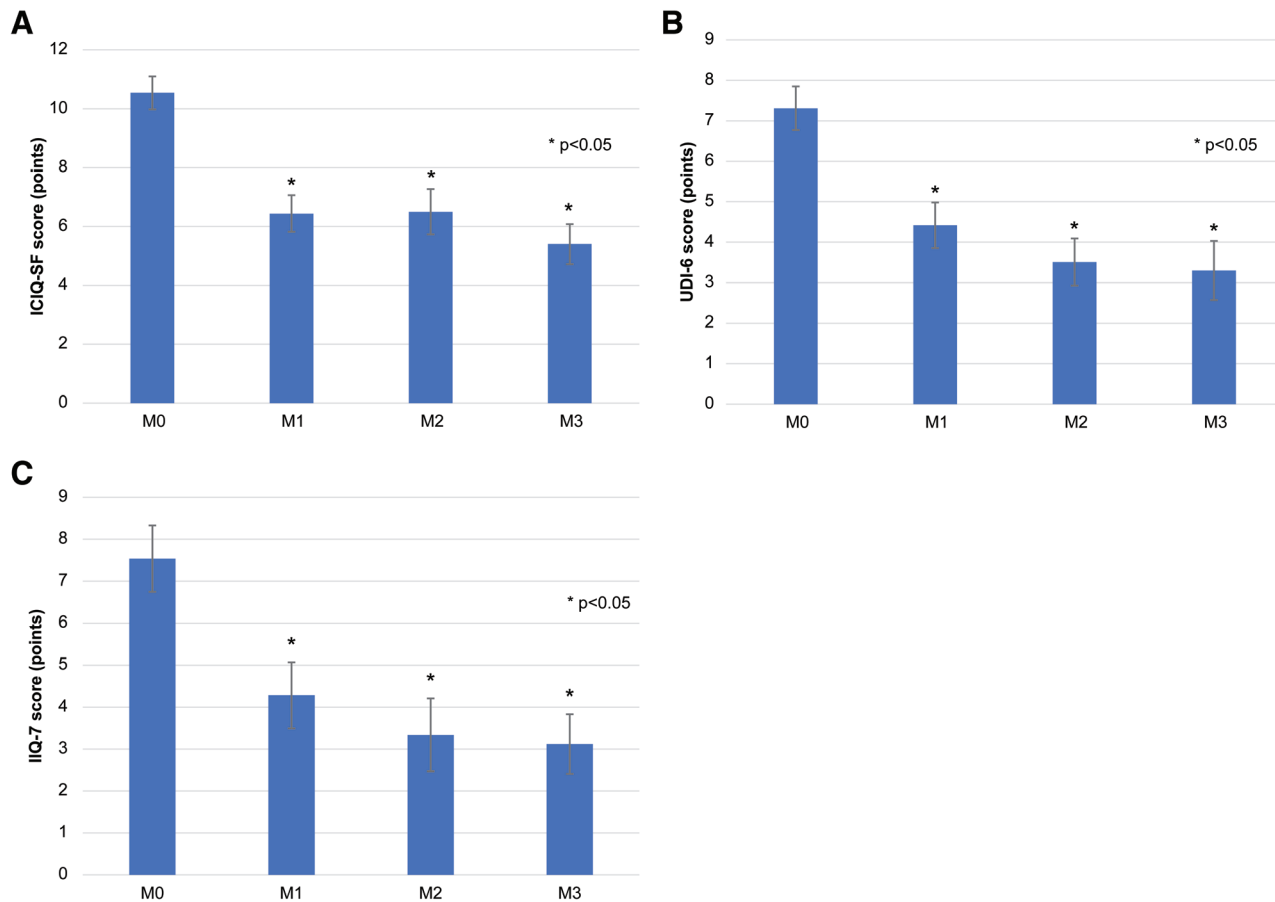 A
ICIQ-SF score (points)
12
10
8
6
4
2
0
* p<0.05
*
*
*
M0
M1
M2
M3
B
UDI-6 score (points)
9
8
7
6
5
4
3
2
1
0
* p<0.05
*
*
*
M0
M1
M2
M3
C
IIQ-7 score (points)
9
8
7
6
5
4
3
2
1
0
* p<0.05
*
*
*
M0
M1
M2
M3